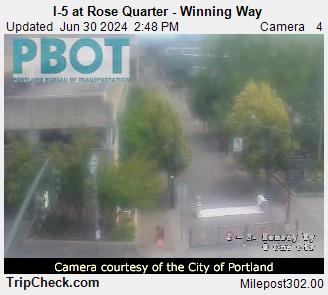 I-5 at Rose Quarter - Winning Way
Updated Jun 30 2024 2:48 PM Camera 4
PBOT
PORTLAND BUREAU OF TRANSPORTATION
Camera courtesy of the City of Portland
TripCheck.com Milepost302.00